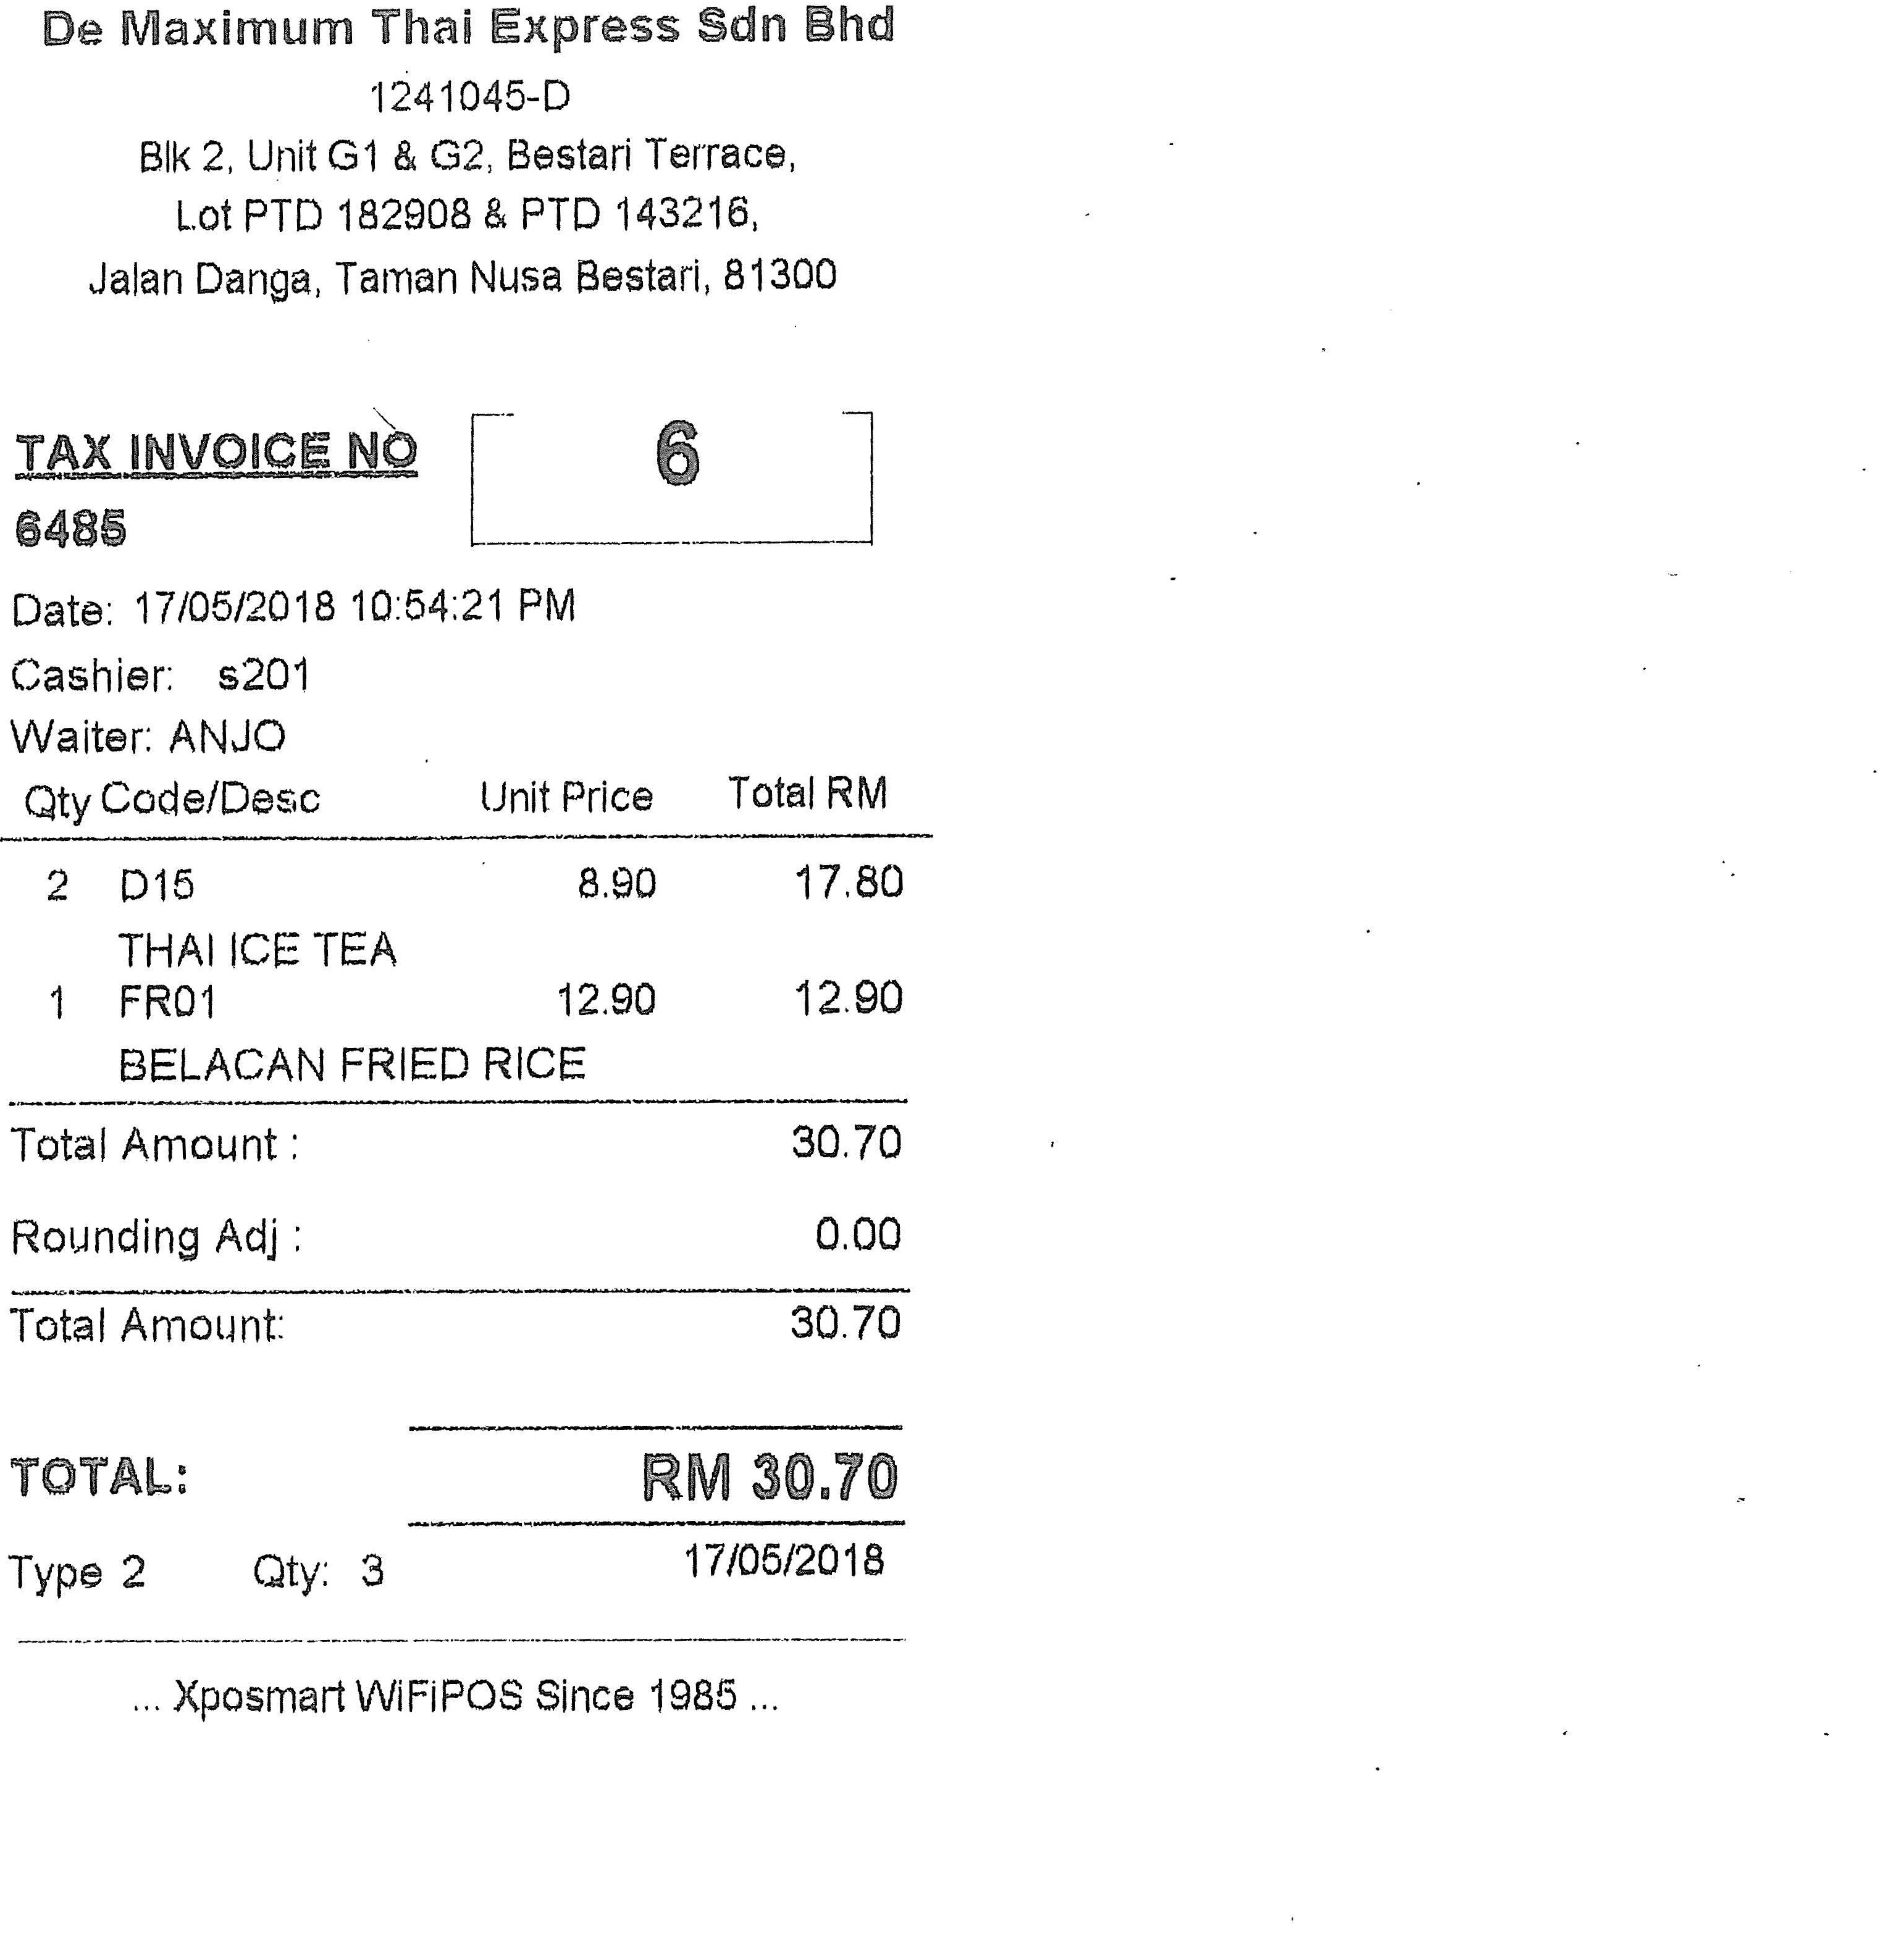 De Maximum Thai Express Sdn Bhd
1241045-D
Blk 2, Unit G1 & G2, Bestari Terrace,
Lot PTD 182908 & PTD 143216,
Jalan Danga, Taman Nusa Bestari, 81300
TAX INVOICE NO
6
6485
Date: 17/05/2018 10:54:21 PM
Cashier: s201
Waiter: ANJO
Qty Code/Desc Unit Price Total RM
2 D15 8.90 17.80
THAI ICE TEA
1 FR01 12.90 12.90
BELACAN FRIED RICE
Total Amount : 30.70
Rounding Adj : 0.00
Total Amount: 30.70
TOTAL: RM 30.70
Type 2 Qty: 3 17/05/2018
... Xposmart WiFiPOS Since 1985 ...